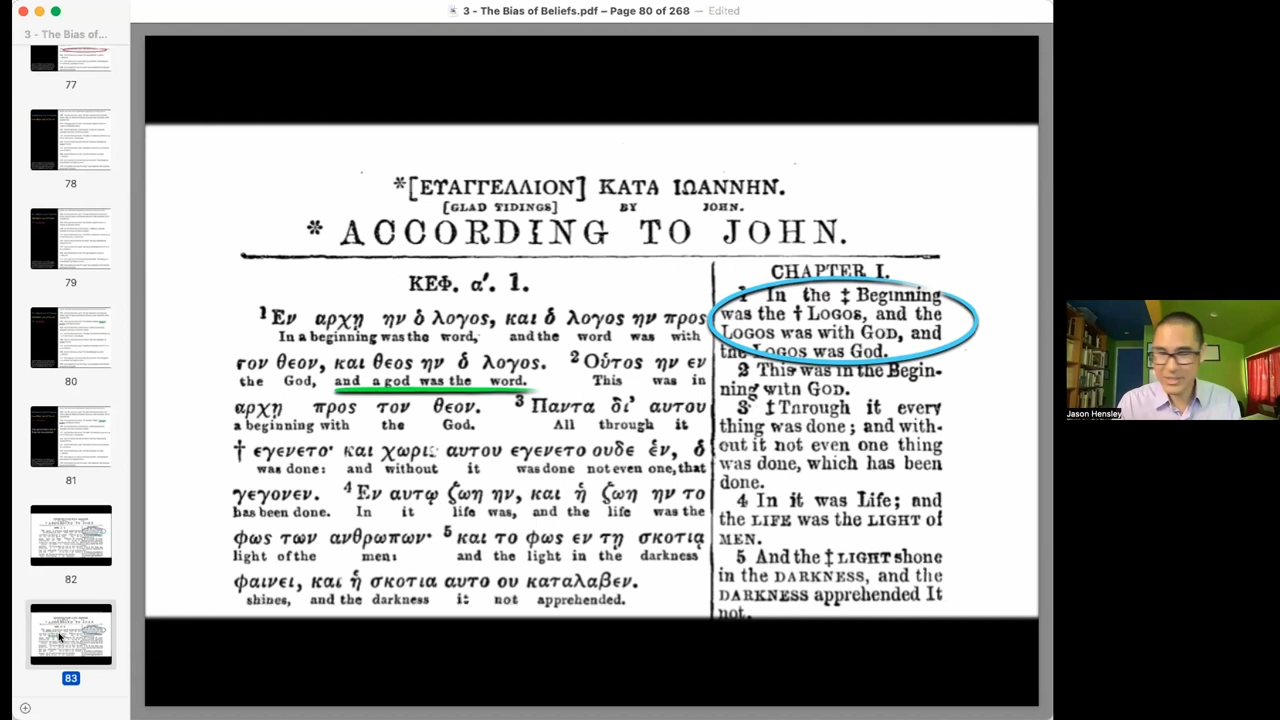 3 - The Bias of Beliefs.pdf – Page 80 of 268 — Edited
3 - The Bias of...
77
78
79
80
81
82
83
*[ΕΥΑΓΓΕΛΛΙΟΝ] ΚΑΤΑ ΙΩΑΝΝΗΝ.
[GLAD TIDINGS] BY JOHN.
* ACCORDING TO JOHN.
ΚΕΦ. α΄. 1.
1 Εν αρχη ην ὁ λογος ὁ λογος ην προς
In a beginning was the word, and the word was with
τον θεον, και θεος ην ὁ λογος. 2 Οὑτος ην εν
the God, and a god was the word. This was in
αρχη προς τον θεον 3 Παντα δι' αυτου
a beginning with the God All through it
† εγενετο και χωρις αυτου εγενετο ουδε ἑν, ὁ
was done: and without it was done not even one, that
γεγονεν. 4 Εν αυτῳ ζωη ην, και ἡ ζωη ην το
has been done. In it life was, and the life was the
φως των ανθρωπων· 5 και το φως εν τῃ σκοτιᾳ
light of the men: and the light in the darkness
φαινει, και ἡ σκοτια αυτο ου καταλαβεν.
shines, and the darkness it not apprehended.
CHAPTER I.
1 In the ‡ Beginning
was the † LOGOS, and the
LOGOS was with GOD, and
the LOGOS was God.
2 This was in the Begin-
ning with GOD.
3 † Through it every
thing was done; and with-
out it not even one thing
was done, which has been
done.
4 In it was Life; and
the LIFE was the LIGHT of
MEN.
5 And the ‡ LIGHT shone
in the DARKNESS, and the
DARKNESS apprehended It
not.
Jason Hensley